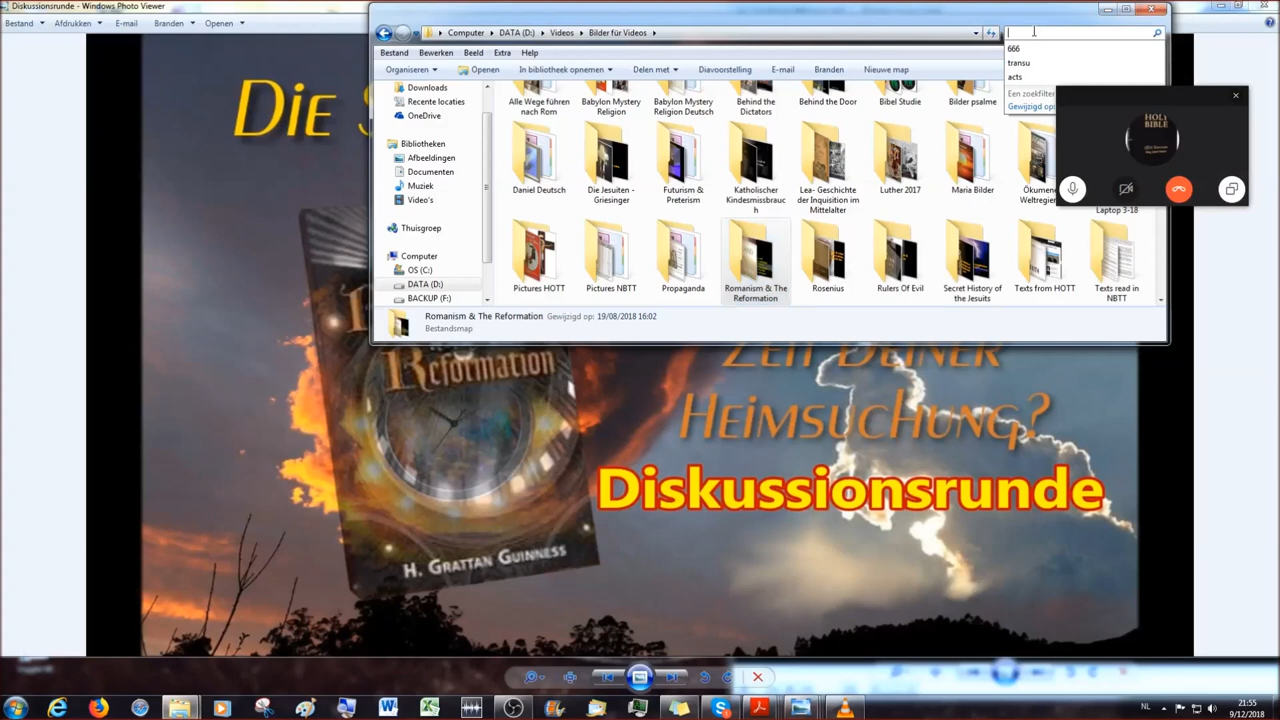 Diskussionsrunde - Windows Photo Viewer
Bestand Afdrukken E-mail Branden Openen
Computer DATA (D:) Videos Bilder für Videos
Bestand Bewerken Beeld Extra Help
Organiseren Openen In bibliotheek opnemen Delen met Diavoorstelling E-mail Branden Nieuwe map
666
transu
acts
Een zoekfilter
Gewijzigd op:
Downloads
Recente locaties
OneDrive
Bibliotheken
Afbeeldingen
Documenten
Muziek
Video's
Thuisgroep
Computer
OS (C:)
DATA (D:)
BACKUP (F:)
Alle Wege führen nach Rom
Babylon Mystery Religion
Babylon Mystery Religion Deutsch
Behind the Dictators
Behind the Door
Bibel Studie
Bilder psalme
Daniel Deutsch
Die Jesuiten - Griesinger
Futurism & Preterism
Katholischer Kindesmissbrauch
Lea- Geschichte der Inquisition im Mittelalter
Luther 2017
Maria Bilder
Ökumene
Weltregier
Laptop 3-18
Pictures HOTT
Pictures NBTT
Propaganda
Romanism & The Reformation
Rosenius
Rulers Of Evil
Secret History of the Jesuits
Texts from HOTT
Texts read in NBTT
Romanism & The Reformation Gewijzigd op: 19/08/2018 16:02
Bestandsmap
HOLY
BIBLE
Die
Reformation
H. Grattan Guinness
Zeit Deiner
Heimsuchung?
Diskussionsrunde
NL
21:55
9/12/2018